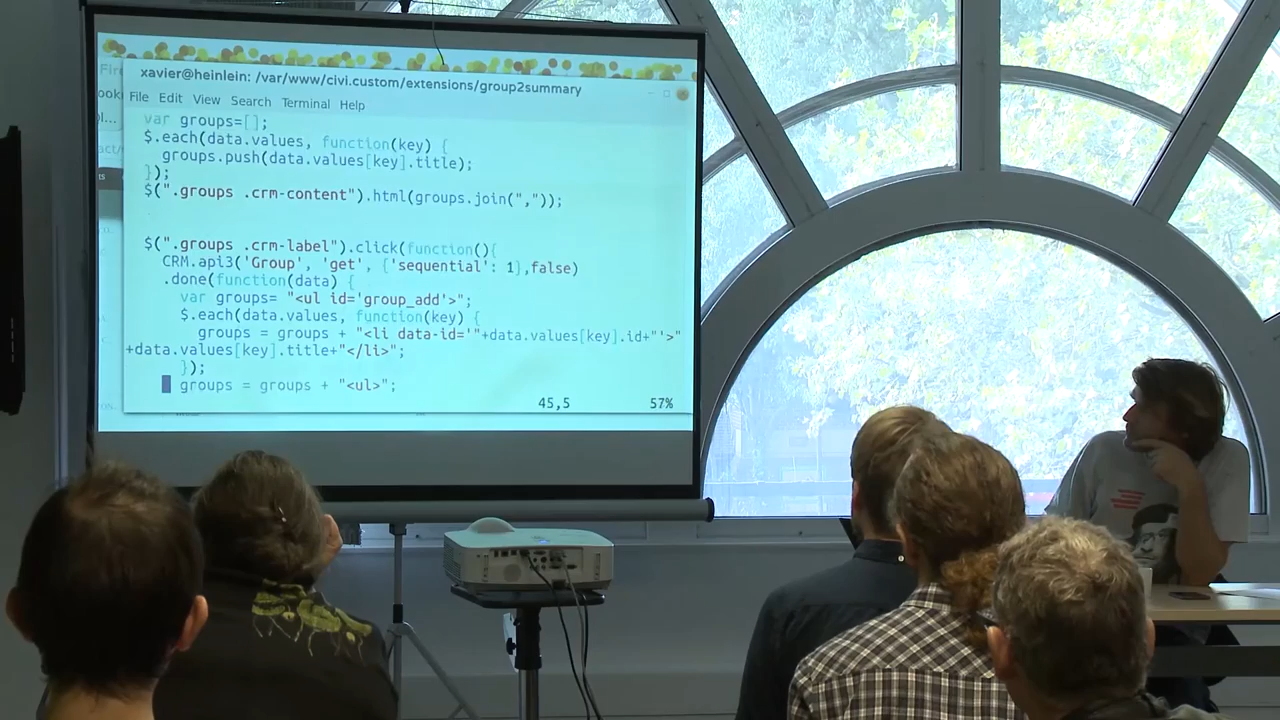 xavier@heinlein: /var/www/civi.custom/extensions/group2summary
File Edit View Search Terminal Help
var groups=[];
$.each(data.values, function(key) {
groups.push(data.values[key].title);
});
$(".groups .crm-content").html(groups.join(","));
$(".groups .crm-label").click(function(){
CRM.api3('Group', 'get', {'sequential': 1},false)
.done(function(data) {
var groups= "<ul id='group_add'>";
$.each(data.values, function(key) {
groups = groups + "<li data-id='"+data.values[key].id+"'>"
+data.values[key].title+"</li>";
});
groups = groups + "<ul>";
45,5 57%